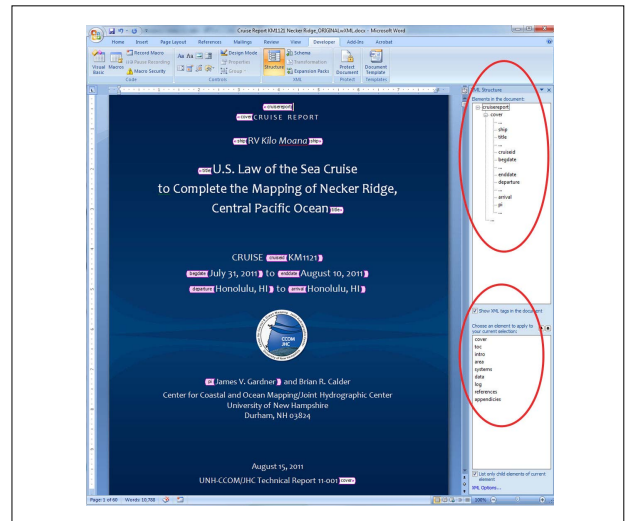 Cruise Report KM1121 Necker Ridge_ORIGINAL+XML.docx - Microsoft Word
Home Insert Page Layout References Mailings Review View Developer Add-Ins Acrobat
Visual Basic
Macros
Record Macro
Pause Recording
Macro Security
Code
Design Mode
Properties
Group
Controls
Structure
Schema
Transformation
Expansion Packs
XML
Protect Document
Protect
Document Template
Templates
cruisereport
cover CRUISE REPORT
ship RV Kilo Moana ship
title U.S. Law of the Sea Cruise
to Complete the Mapping of Necker Ridge,
Central Pacific Ocean title
CRUISE cruiseid KM1121
begdate July 31, 2011 to enddate August 10, 2011
departure Honolulu, HI to arrival Honolulu, HI
CCOM
JHC
pi James V. Gardner and Brian R. Calder
Center for Coastal and Ocean Mapping/Joint Hydrographic Center
University of New Hampshire
Durham, NH 03824
August 15, 2011
UNH-CCOM/JHC Technical Report 11-001 cover
XML Structure
Elements in the document:
cruisereport
cover
...
ship
title
...
cruiseid
begdate
...
enddate
departure
...
arrival
pi
...
...
Show XML tags in the document
Choose an element to apply to
your current selection:
cover
toc
intro
area
systems
data
log
references
appendicies
List only child elements of current
element
XML Options...
Page: 1 of 60 Words: 10,760
100%